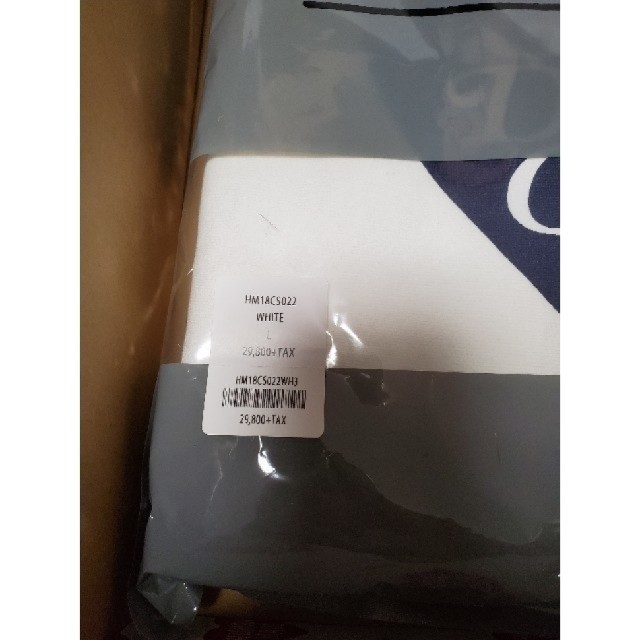 HM18CS022
WHITE
L
29,800+TAX
HM18CS022WH3
29,800+TAX